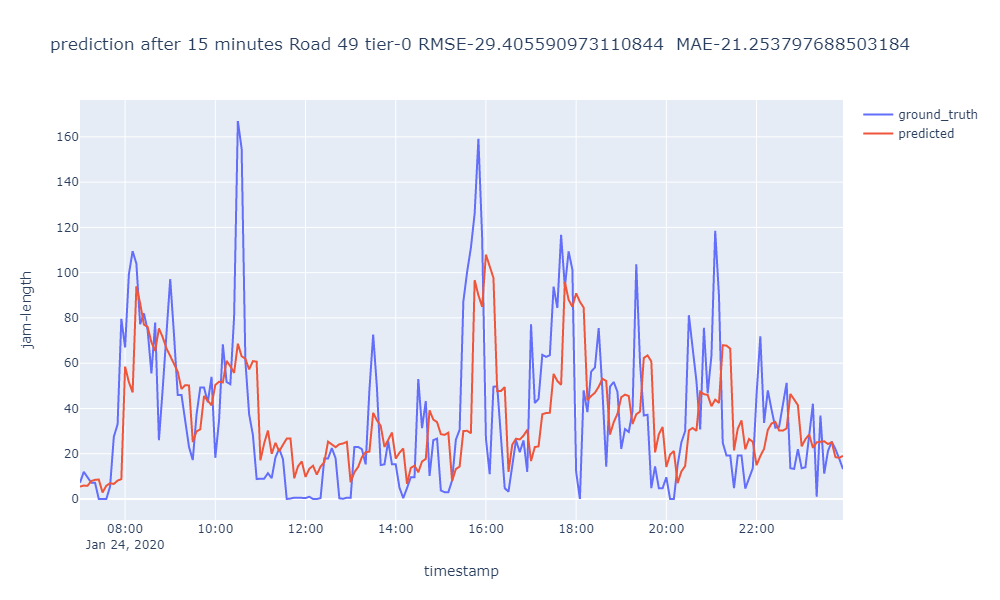 prediction after 15 minutes Road 49 tier-0 RMSE-29.405590973110844 MAE-21.253797688503184
ground_truth
predicted
160
140
120
100
80
60
40
20
0
jam-length
08:00 10:00 12:00 14:00 16:00 18:00 20:00 22:00
Jan 24, 2020
timestamp